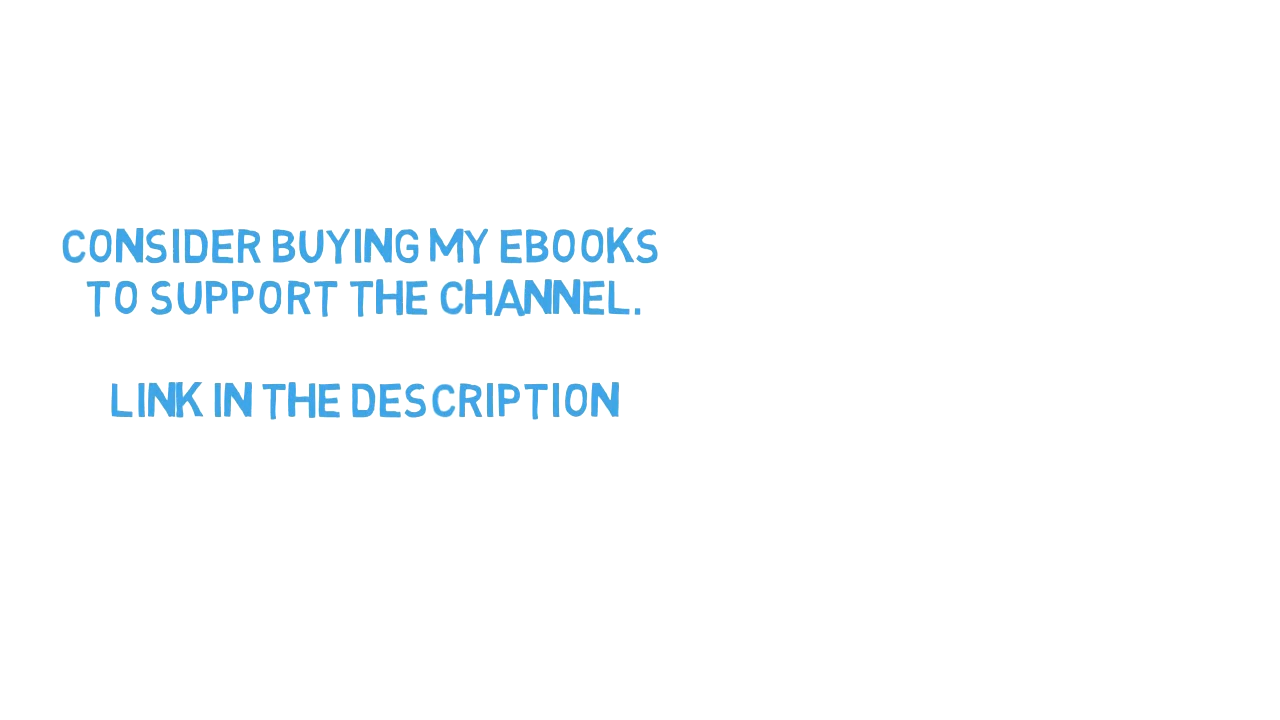 CONSIDER BUYING MY EBOOKS
TO SUPPORT THE CHANNEL.
LINK IN THE DESCRIPTION